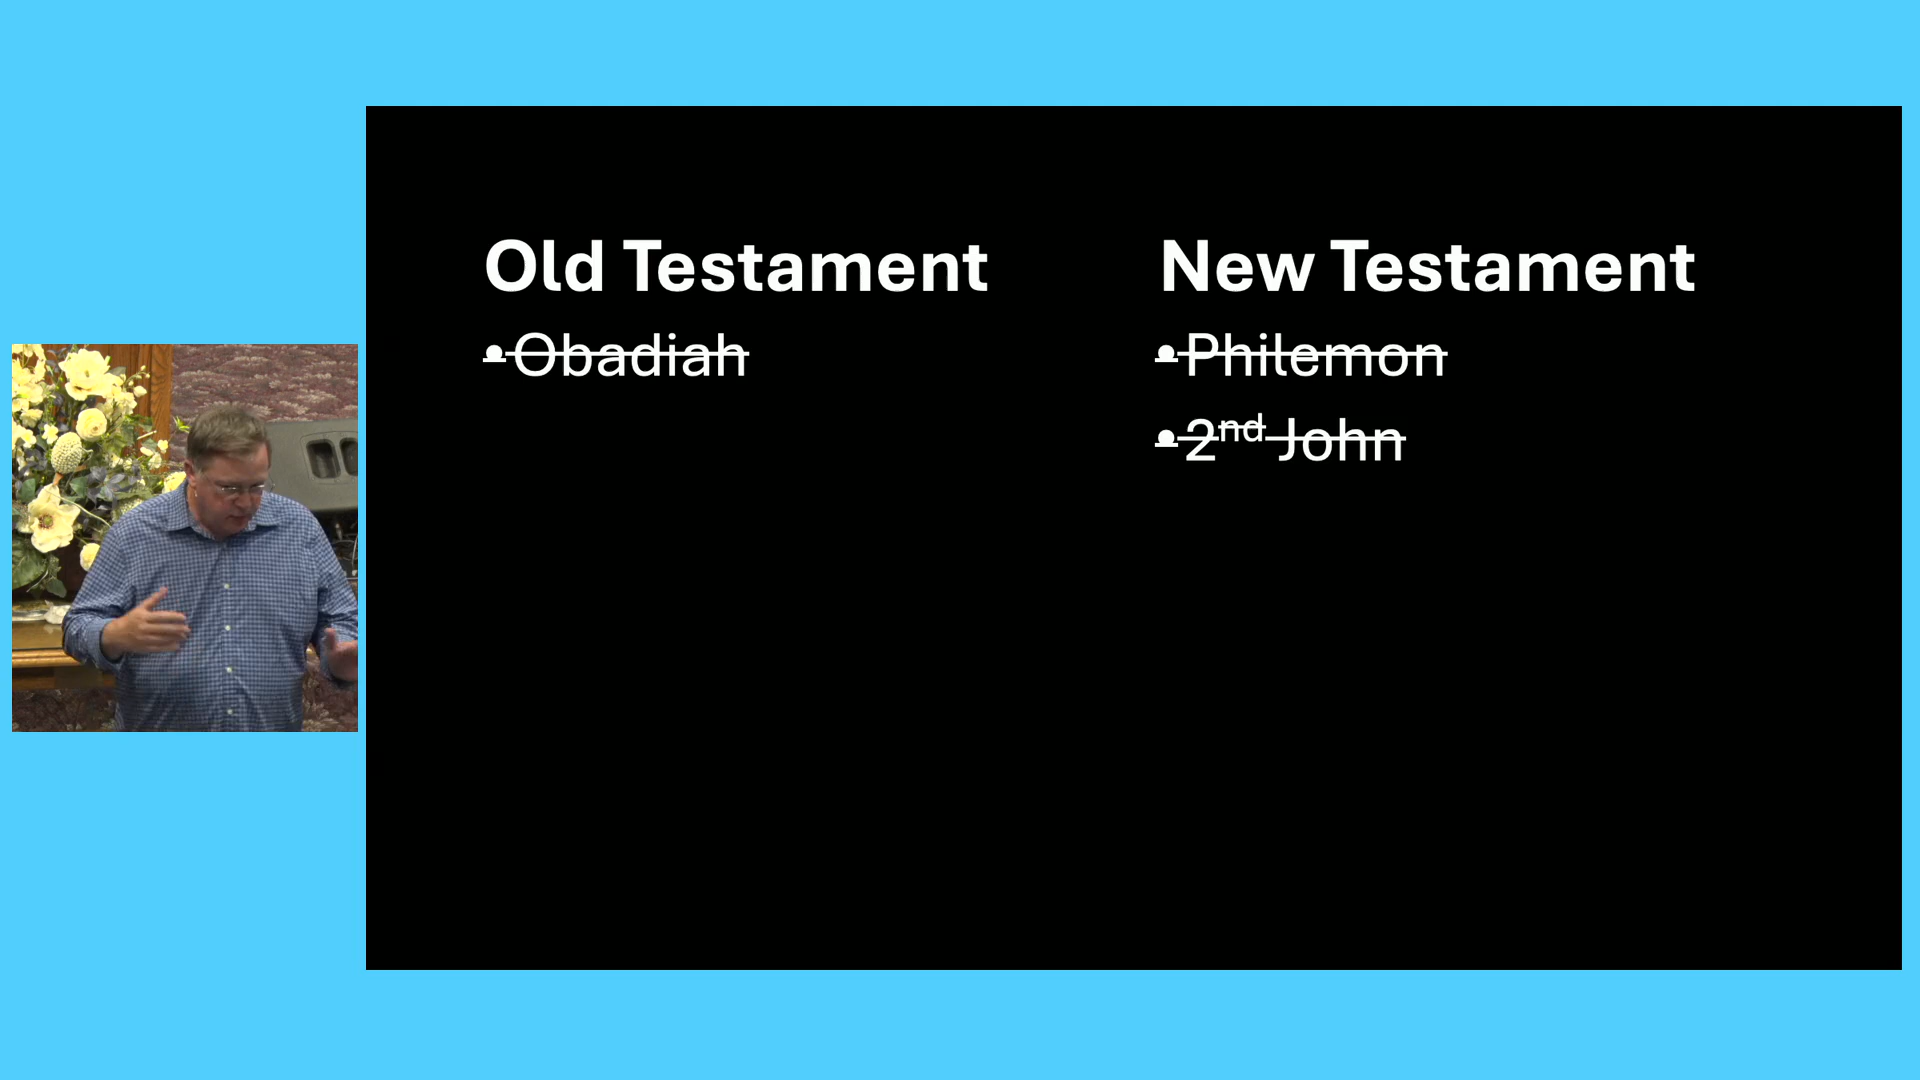 Old Testament
• Obadiah
New Testament
• Philemon
• 2nd John